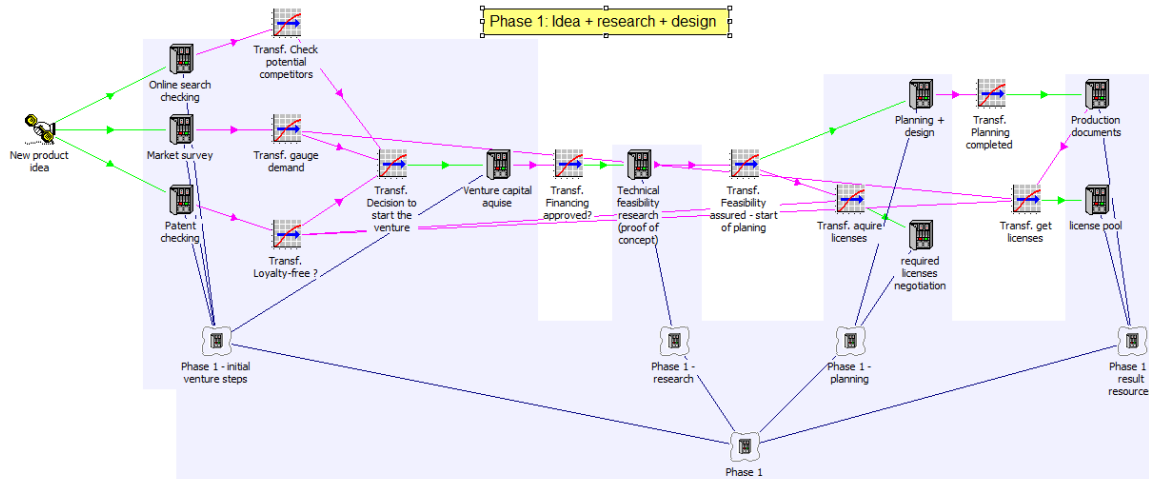 Phase 1: Idea + research + design
Transf. Check
potential
competitors
Online search
checking
Planning +
design
Transf.
Planning
completed
Production
documents
New product
idea
Market survey
Transf. gauge
demand
Transf.
Decision to
start the
venture
Venture capital
aquise
Transf.
Financing
approved?
Technical
feasibility
research
(proof of
concept)
Transf.
Feasibility
assured - start
of planing
Transf. aquire
licenses
Transf. get
licenses
license pool
Patent
checking
Transf.
Loyalty-free ?
required
licenses
negotiation
Phase 1 - initial
venture steps
Phase 1 -
research
Phase 1 -
planning
Phase 1
result
resource
Phase 1